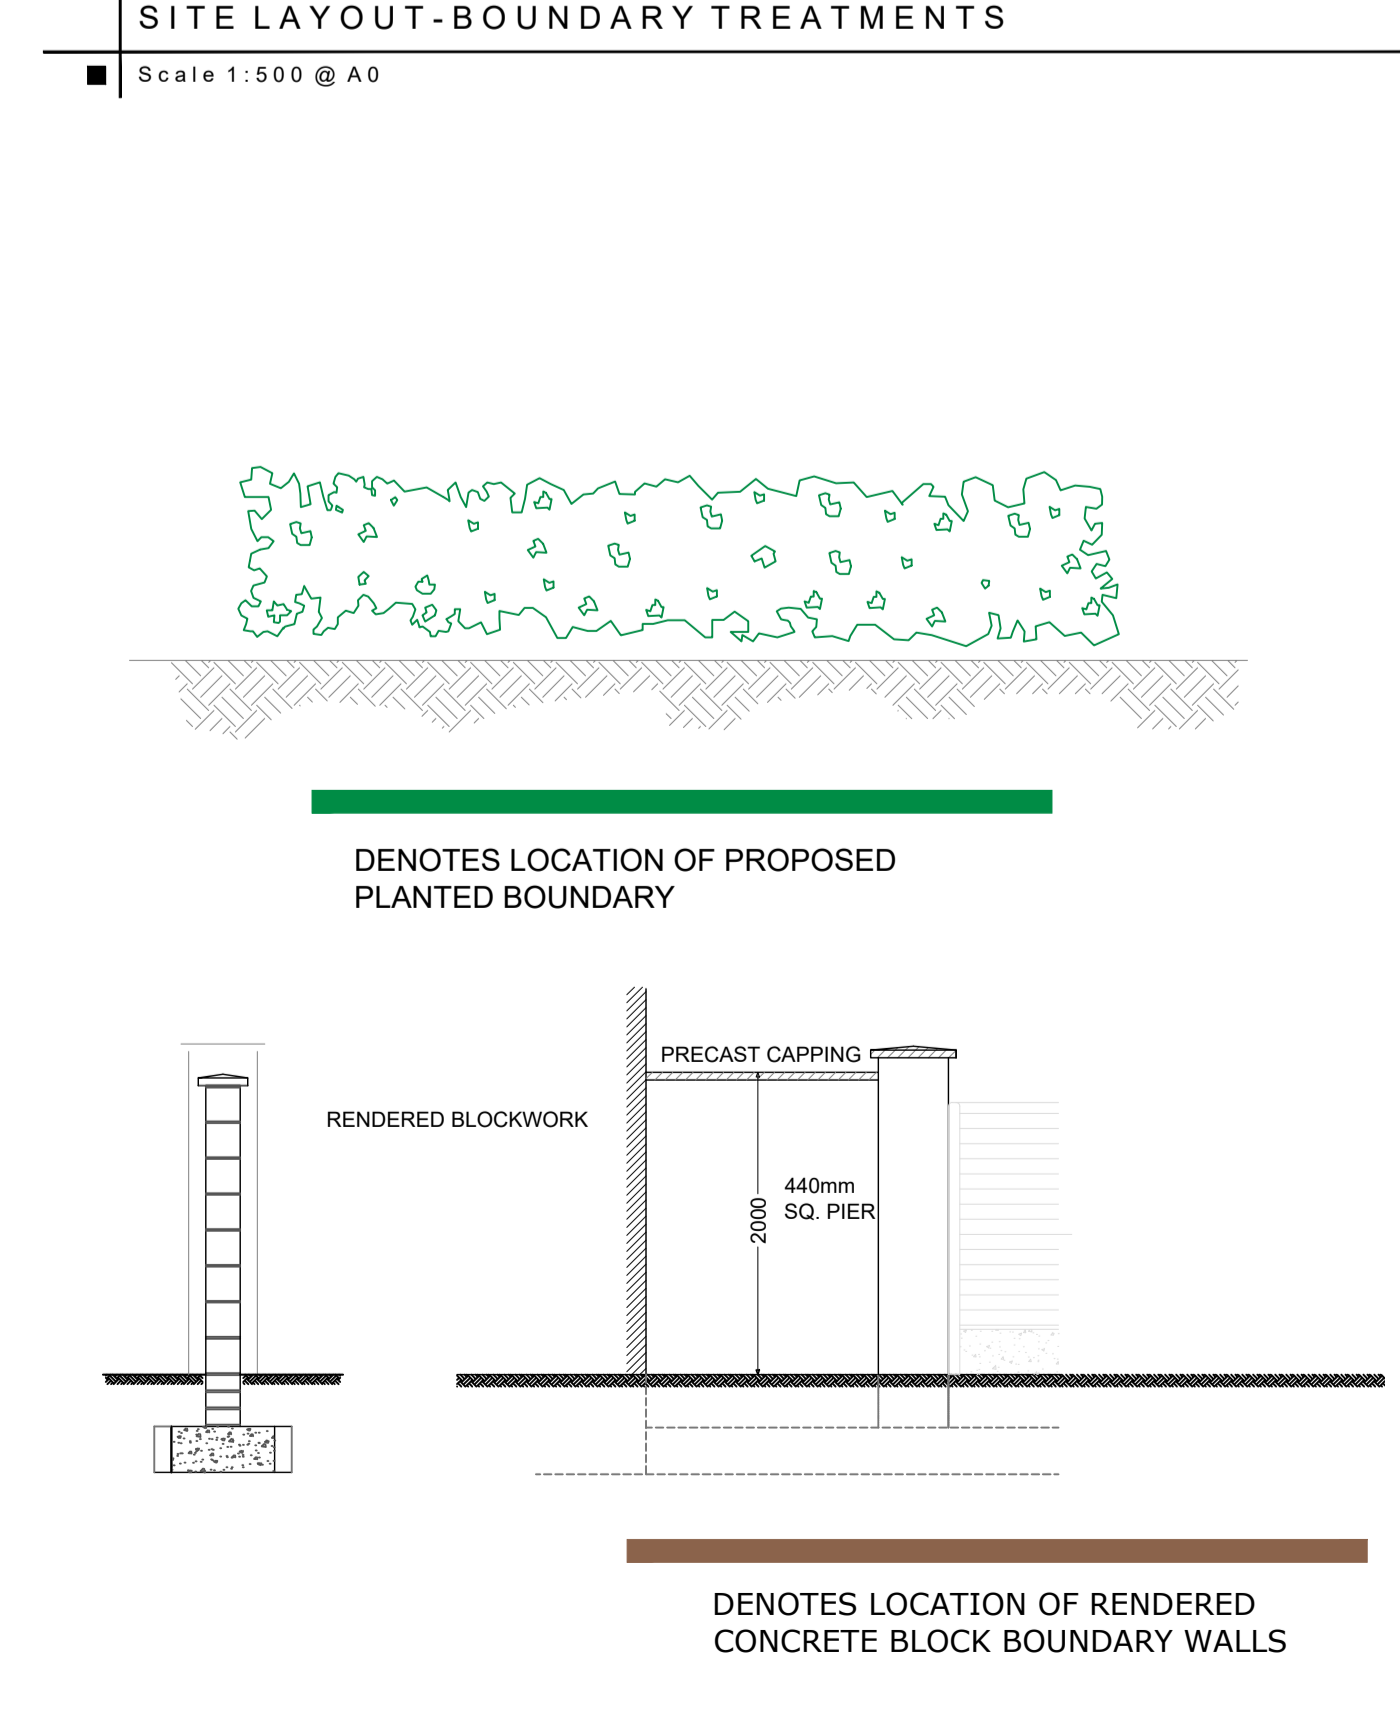 SITE LAYOUT-BOUNDARY TREATMENTS
Scale 1:500 @ A0
DENOTES LOCATION OF PROPOSED
PLANTED BOUNDARY
PRECAST CAPPING
RENDERED BLOCKWORK
440mm
SQ. PIER
2000
DENOTES LOCATION OF RENDERED
CONCRETE BLOCK BOUNDARY WALLS